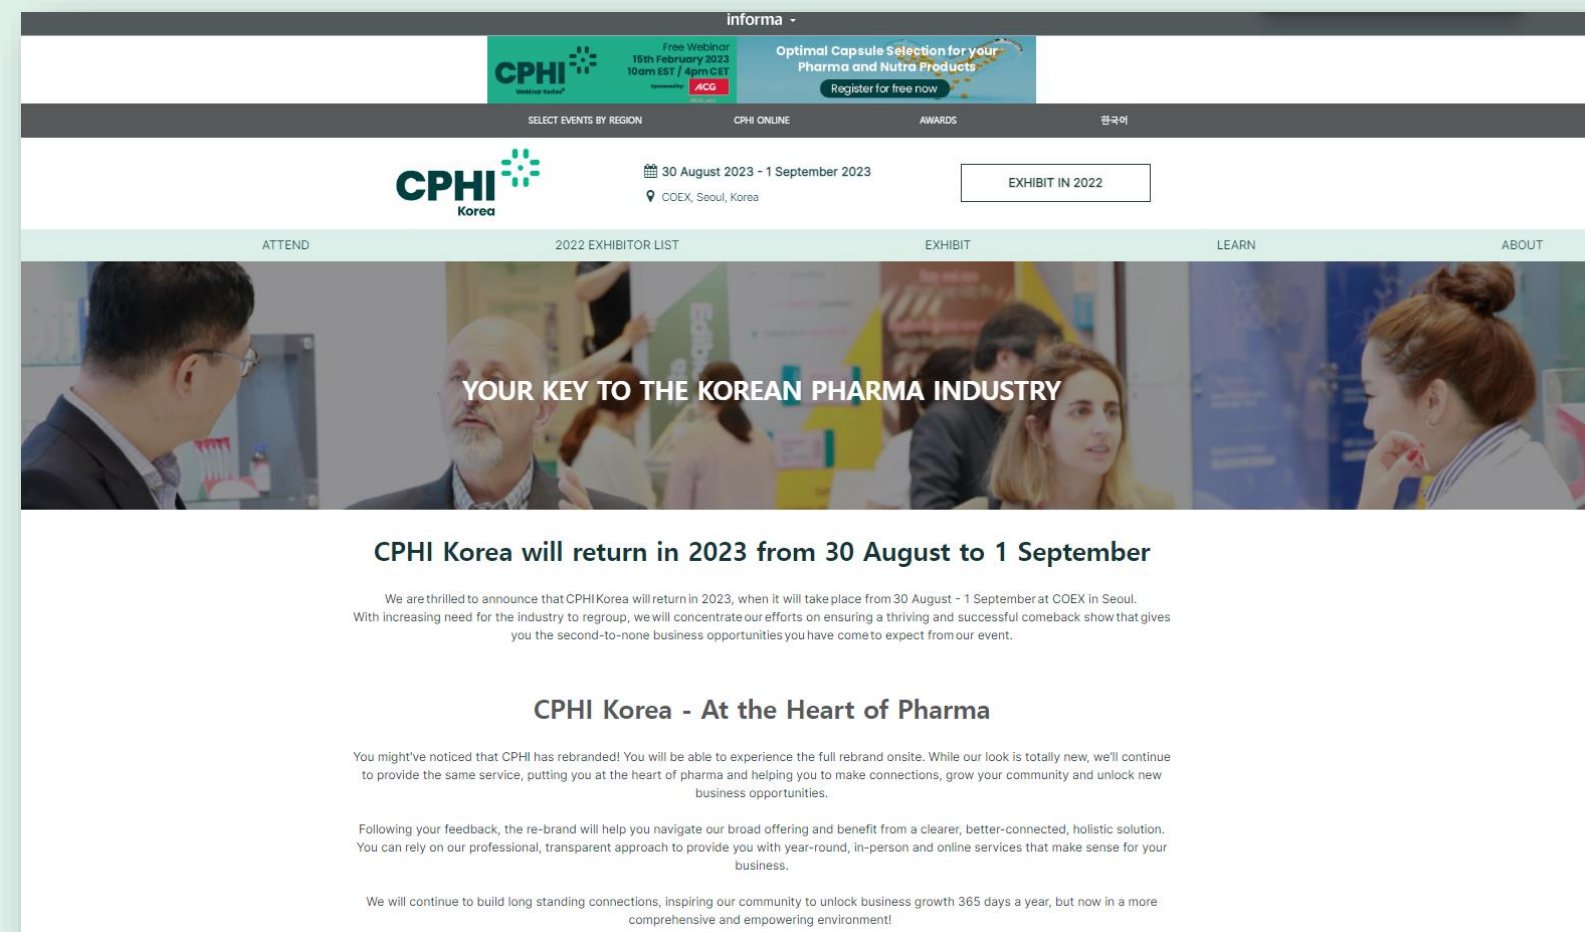 informa
CPHI
Webinar Series
Free Webinar
15th February 2023
10am EST / 4pm CET
Sponsored by: ACG
Optimal Capsule Selection for your
Pharma and Nutra Products
Register for free now
SELECT EVENTS BY REGION CPHI ONLINE AWARDS 한국어
CPHI
Korea
30 August 2023 - 1 September 2023
COEX, Seoul, Korea
EXHIBIT IN 2022
ATTEND 2022 EXHIBITOR LIST EXHIBIT LEARN ABOUT
YOUR KEY TO THE KOREAN PHARMA INDUSTRY
CPHI Korea will return in 2023 from 30 August to 1 September
We are thrilled to announce that CPHI Korea will return in 2023, when it will take place from 30 August - 1 September at COEX in Seoul.
With increasing need for the industry to regroup, we will concentrate our efforts on ensuring a thriving and successful comeback show that gives
you the second-to-none business opportunities you have come to expect from our event.
CPHI Korea - At the Heart of Pharma
You might've noticed that CPHI has rebranded! You will be able to experience the full rebrand onsite. While our look is totally new, we'll continue
to provide the same service, putting you at the heart of pharma and helping you to make connections, grow your community and unlock new
business opportunities.
Following your feedback, the re-brand will help you navigate our broad offering and benefit from a clearer, better-connected, holistic solution.
You can rely on our professional, transparent approach to provide you with year-round, in-person and online services that make sense for your
business.
We will continue to build long standing connections, inspiring our community to unlock business growth 365 days a year, but now in a more
comprehensive and empowering environment!